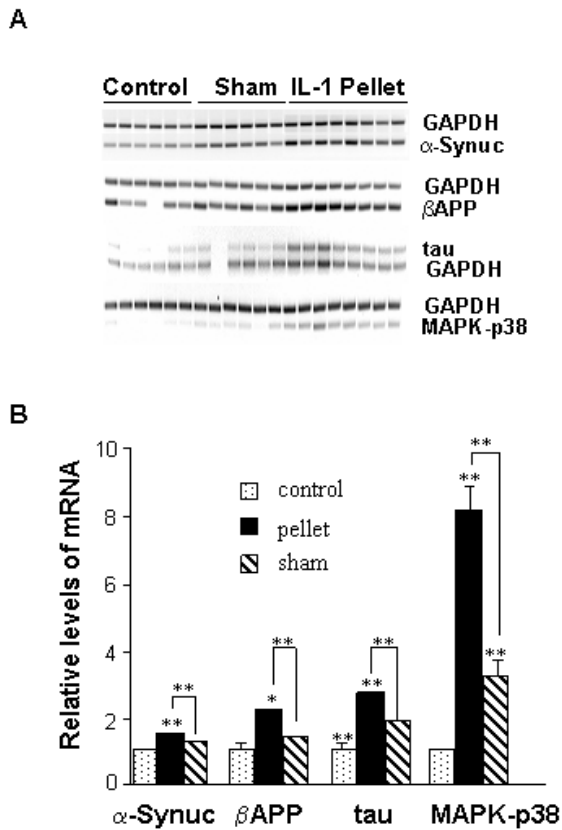 A
Control Sham IL-1 Pellet
GAPDH
α-Synuc
GAPDH
βAPP
tau
GAPDH
GAPDH
MAPK-p38
B
Relative levels of mRNA
10
8
6
4
2
0
control
pellet
sham
** ** 
** *
** ** **
** ** **
α-Synuc βAPP tau MAPK-p38